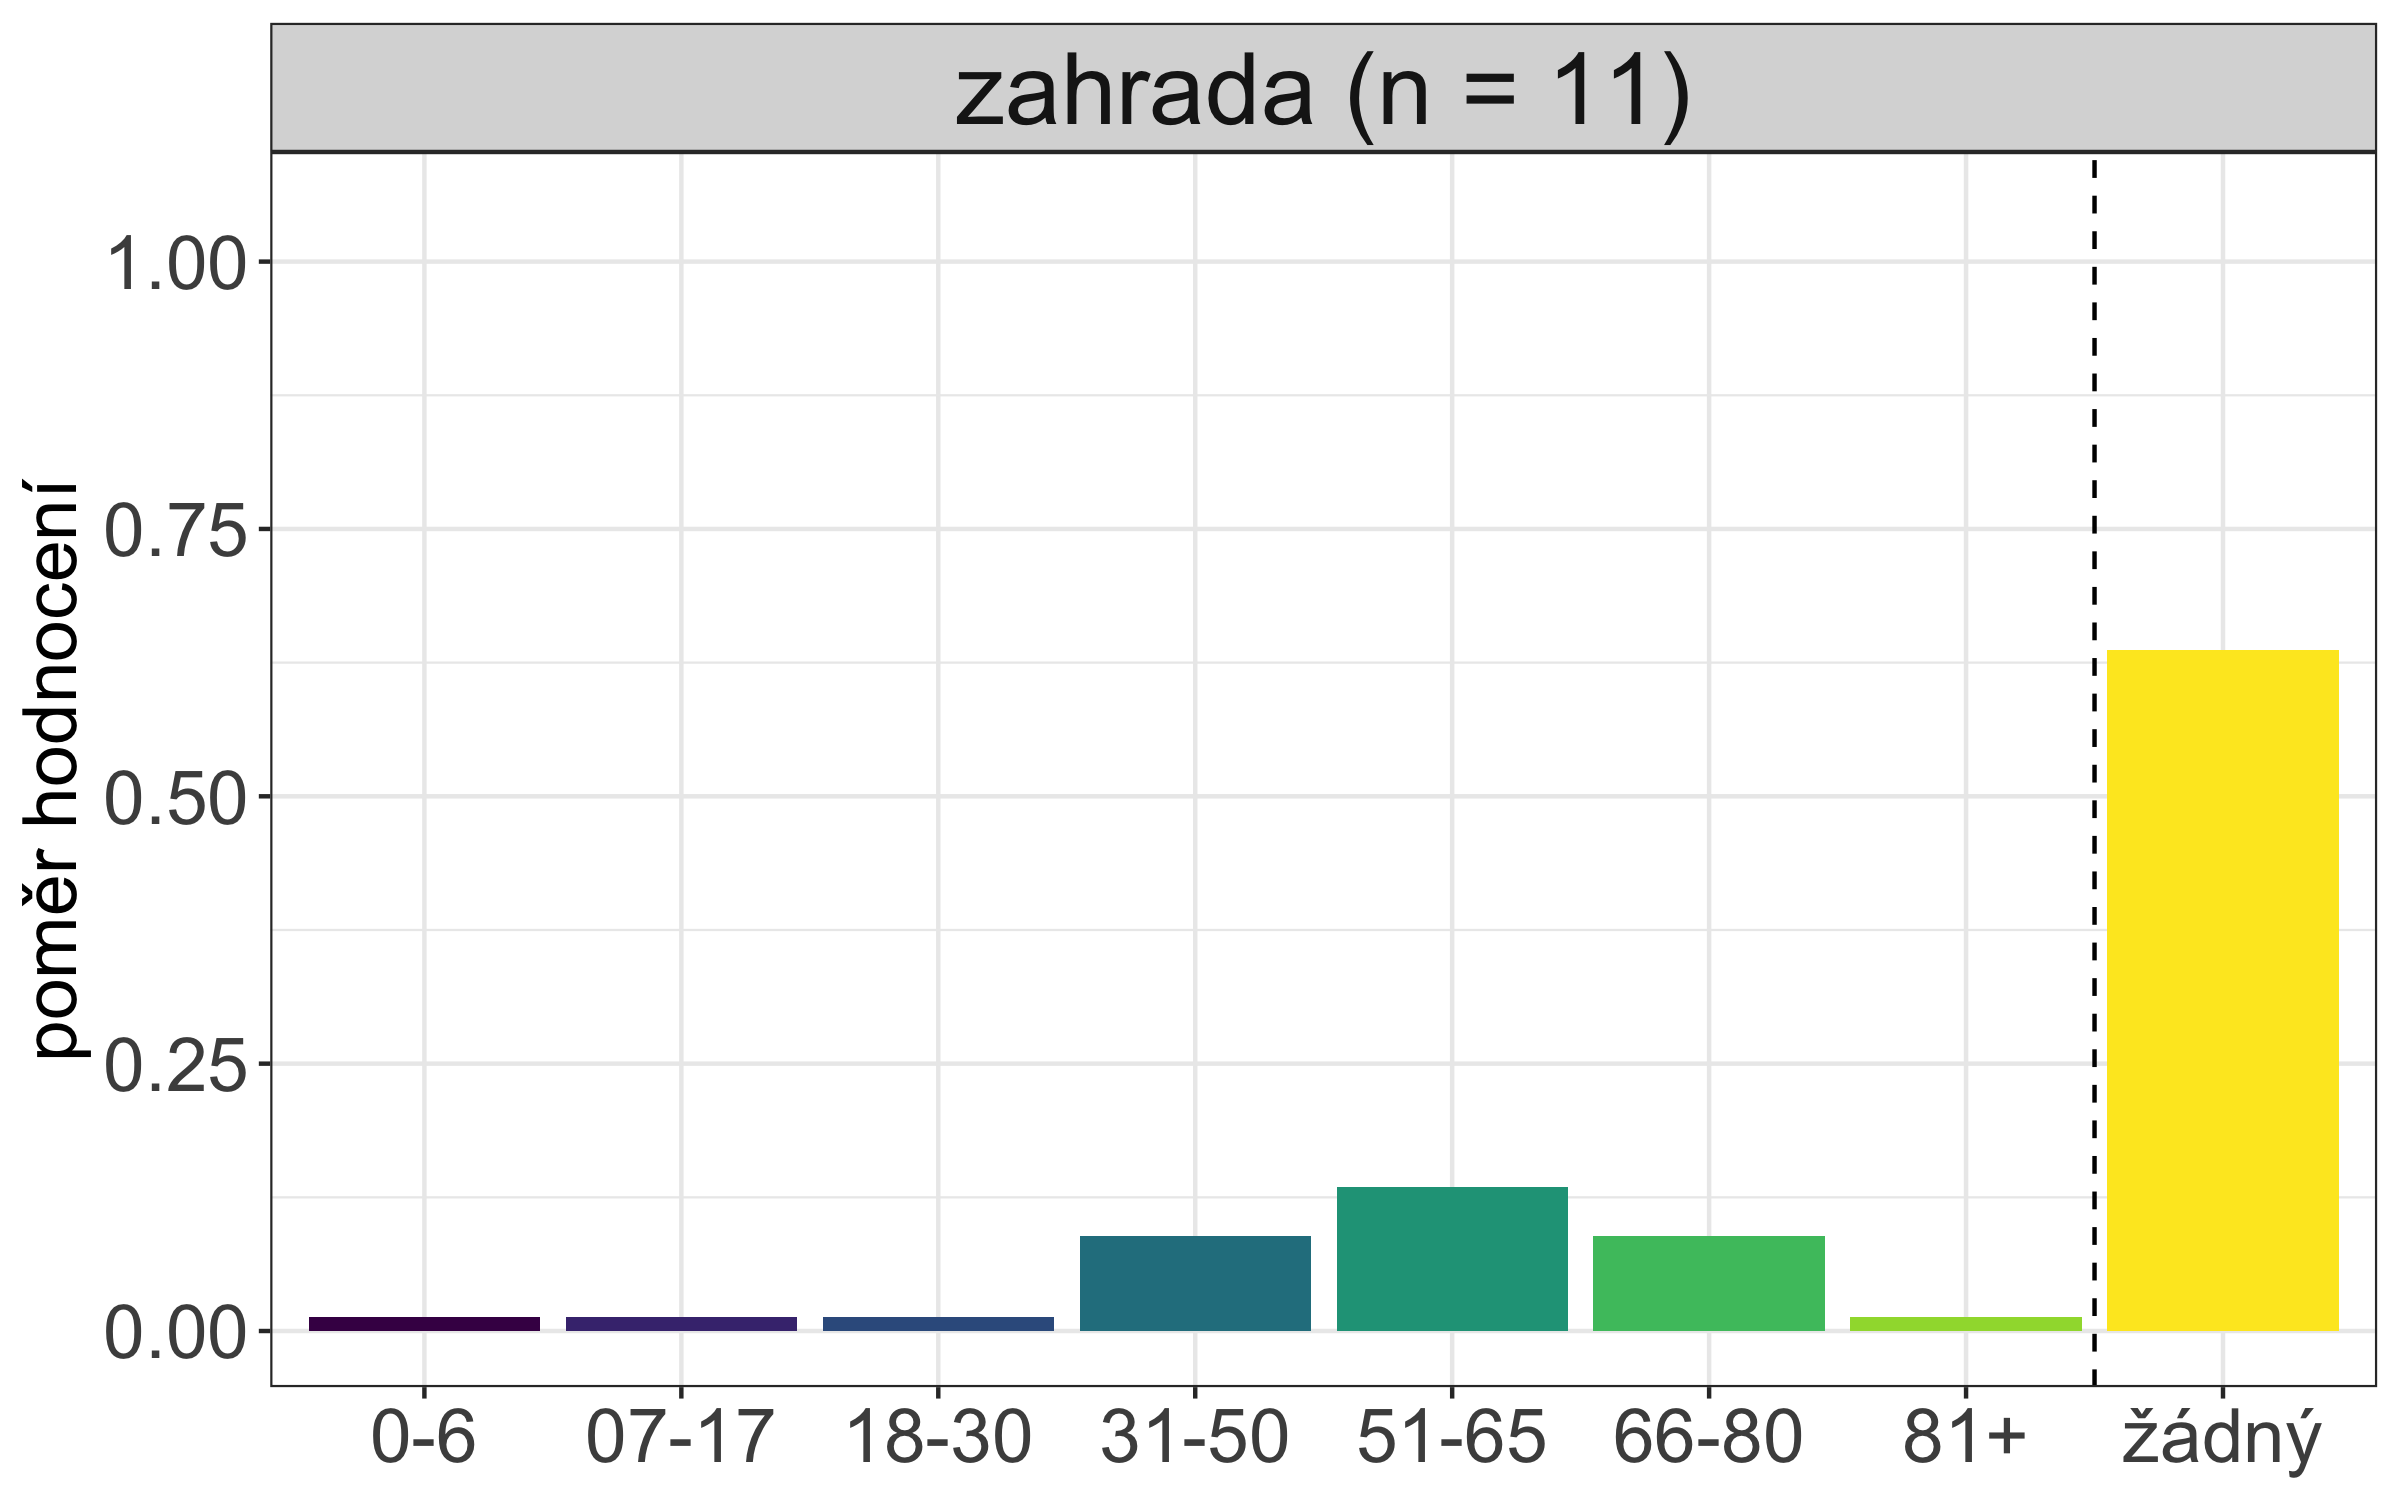 zahrada (n = 11)
poměr hodnocení
1.00
0.75
0.50
0.25
0.00
0-6 07-17 18-30 31-50 51-65 66-80 81+ žádný